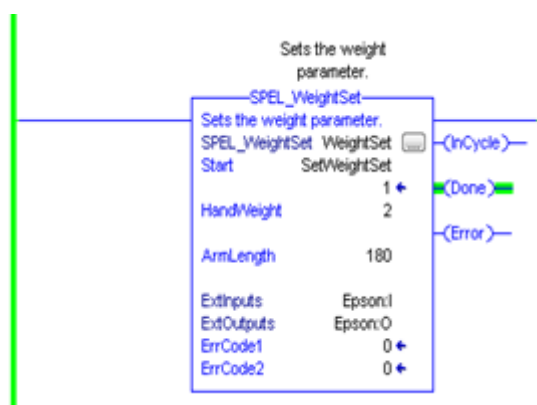 Sets the weight
parameter.
SPEL_WeightSet
Sets the weight parameter.
SPEL_WeightSet WeightSet ...
(InCycle)
Start SetWeightSet
1
(Done)
HandWeight 2
(Error)
ArmLength 180
ExtInputs Epson:I
ExtOutputs Epson:O
ErrCode1 0
ErrCode2 0